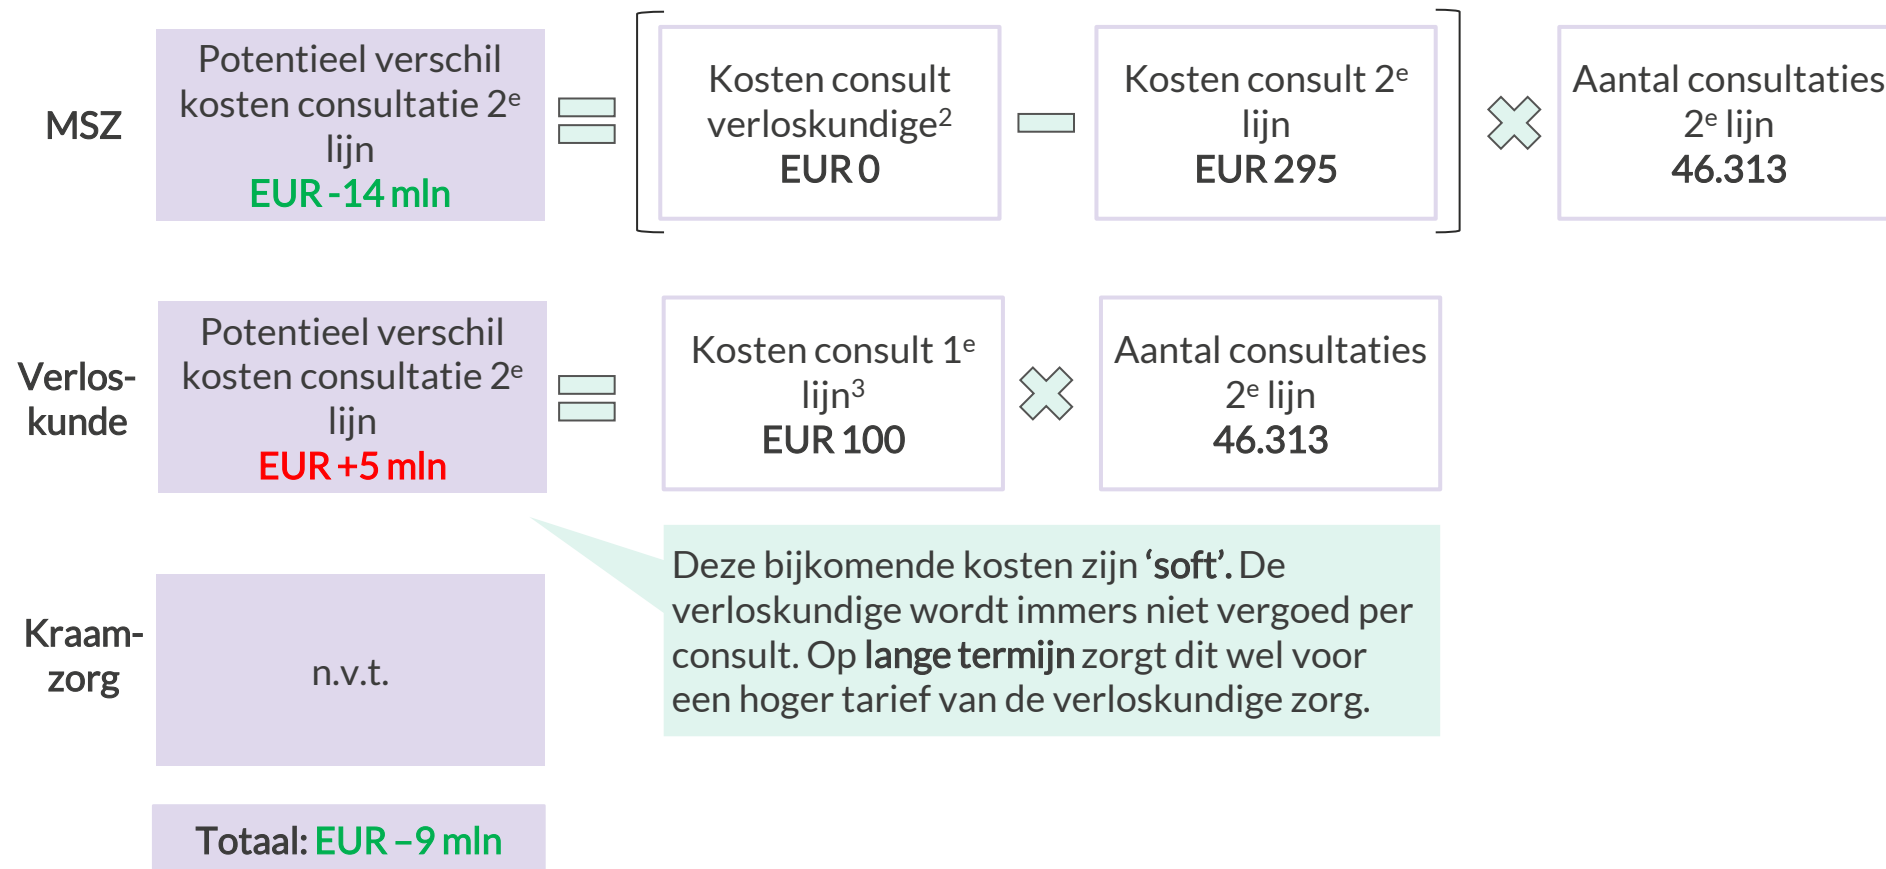 MSZ
Potentieel verschil
kosten consultatie 2e
lijn
EUR -14 mln
Kosten consult
verloskundige2
EUR 0
Kosten consult 2e
lijn
EUR 295
Aantal consultaties
2e lijn
46.313
Verlos-
kunde
Potentieel verschil
kosten consultatie 2e
lijn
EUR +5 mln
Kosten consult 1e
lijn3
EUR 100
Aantal consultaties
2e lijn
46.313
Deze bijkomende kosten zijn ‘soft’. De
verloskundige wordt immers niet vergoed per
consult. Op lange termijn zorgt dit wel voor
een hoger tarief van de verloskundige zorg.
Kraam-
zorg
n.v.t.
Totaal: EUR –9 mln